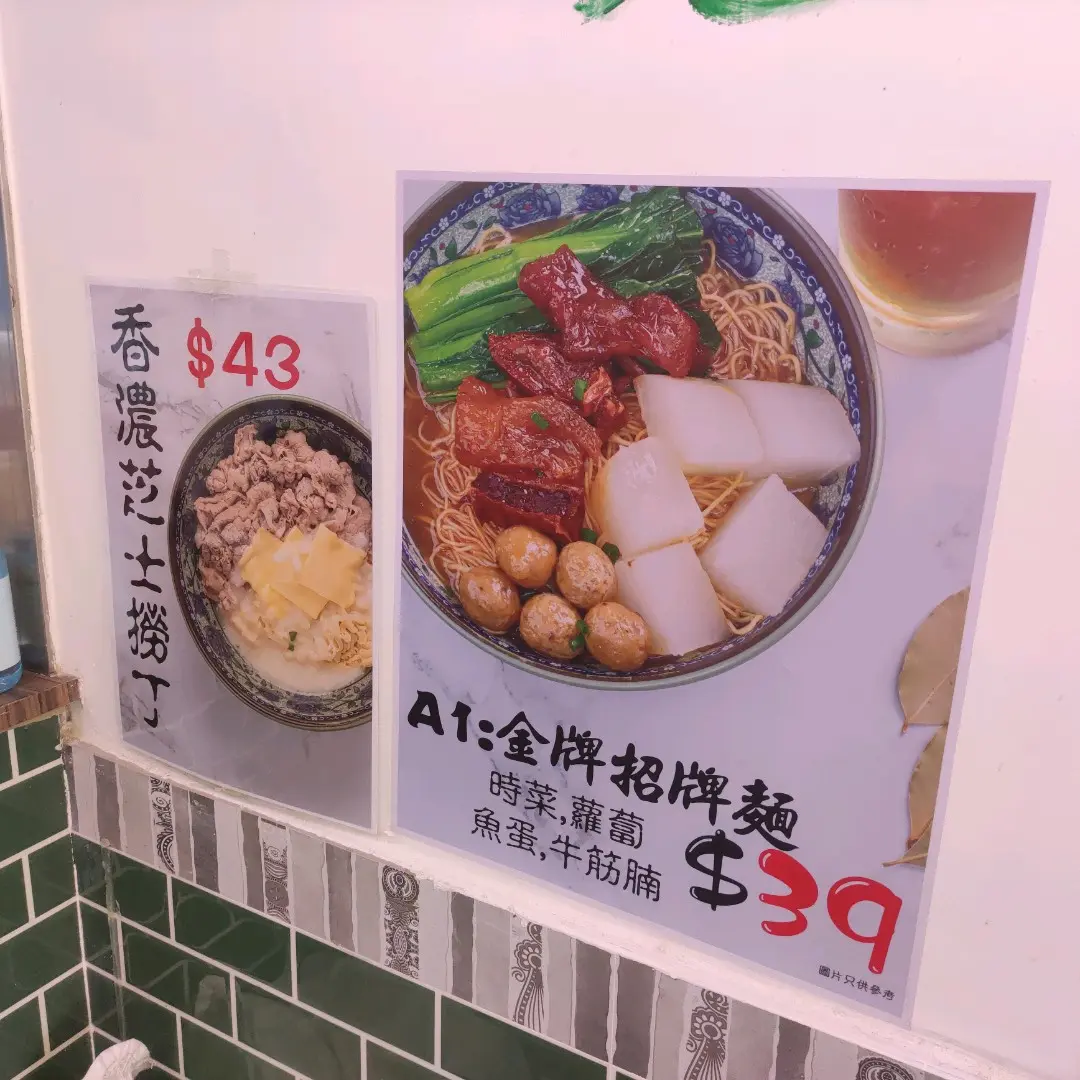 香濃芝士撈丁
$43
A1:金牌招牌麵
時菜,蘿蔔
魚蛋,牛筋腩
$39
圖片只供參考